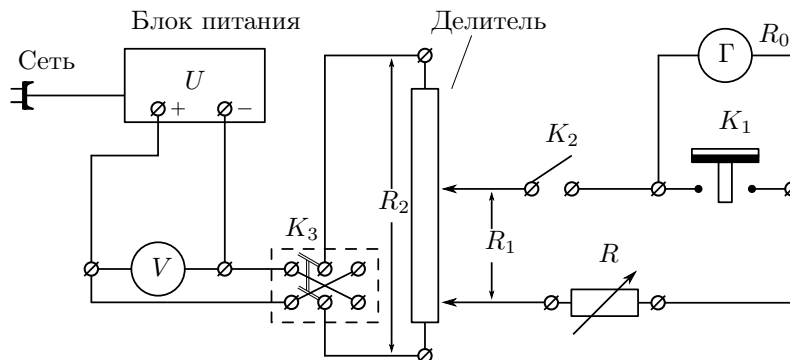 Блок питания
Делитель
Сеть
U
+
−
Г
R0
K1
K2
R2
K3
R1
V
R